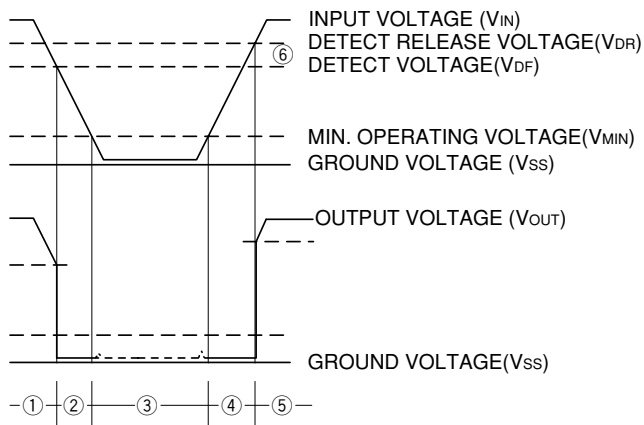 INPUT VOLTAGE (VIN)
DETECT RELEASE VOLTAGE(VDR)
⑥
DETECT VOLTAGE(VDF)
MIN. OPERATING VOLTAGE(VMIN)
GROUND VOLTAGE (VSS)
OUTPUT VOLTAGE (VOUT)
GROUND VOLTAGE(VSS)
① ② ③ ④ ⑤